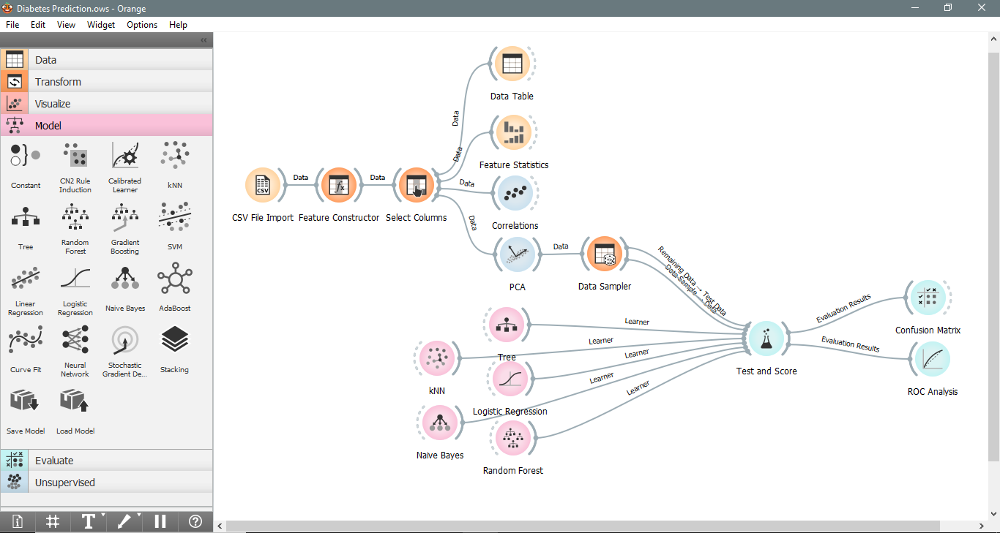 Diabetes Prediction.ows - Orange
File Edit View Widget Options Help
Data
Transform
Visualize
Model
Constant
CN2 Rule
Induction
Calibrated
Learner
kNN
Tree
Random
Forest
Gradient
Boosting
SVM
Linear
Regression
Logistic
Regression
Naive Bayes
AdaBoost
Curve Fit
Neural
Network
Stochastic
Gradient De...
Stacking
Save Model
Load Model
Evaluate
Unsupervised
Data Table
Data
Feature Statistics
Data
Correlations
Data
CSV
CSV File Import
Data
fx
Feature Constructor
Data
Select Columns
Data
PCA
Data
Data Sampler
Remaining Data → Test Data
Data Sample → Data
Tree
Learner
kNN
Learner
Logistic Regression
Learner
Naive Bayes
Learner
Random Forest
Learner
Test and Score
Evaluation Results
Confusion Matrix
Evaluation Results
ROC Analysis